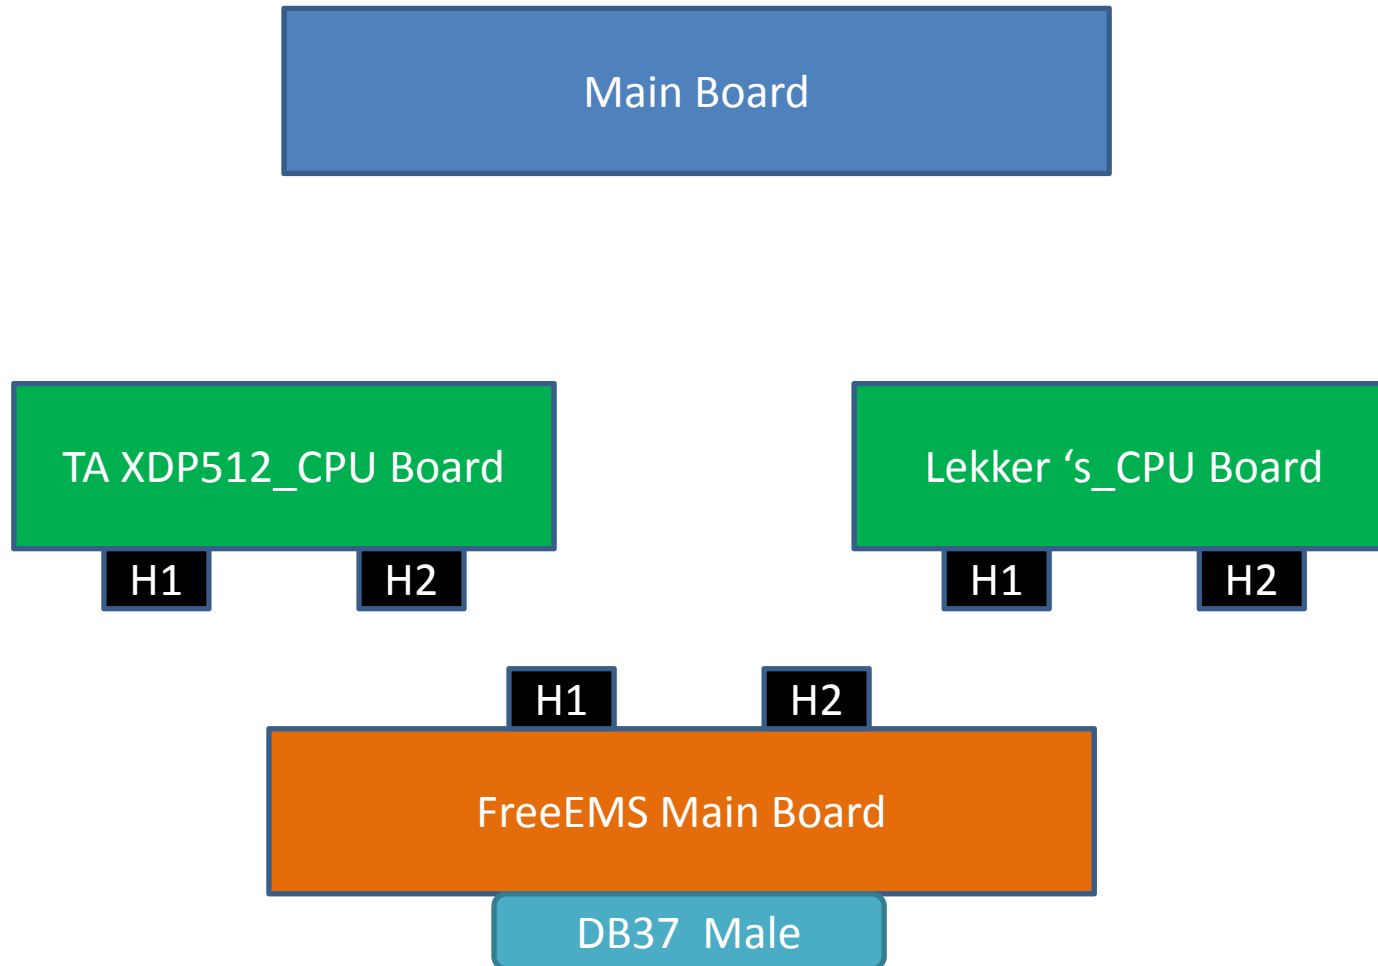 Main Board
TA XDP512_CPU Board
Lekker ‘s_CPU Board
H1
H2
H1
H2
H1
H2
FreeEMS Main Board
DB37  Male